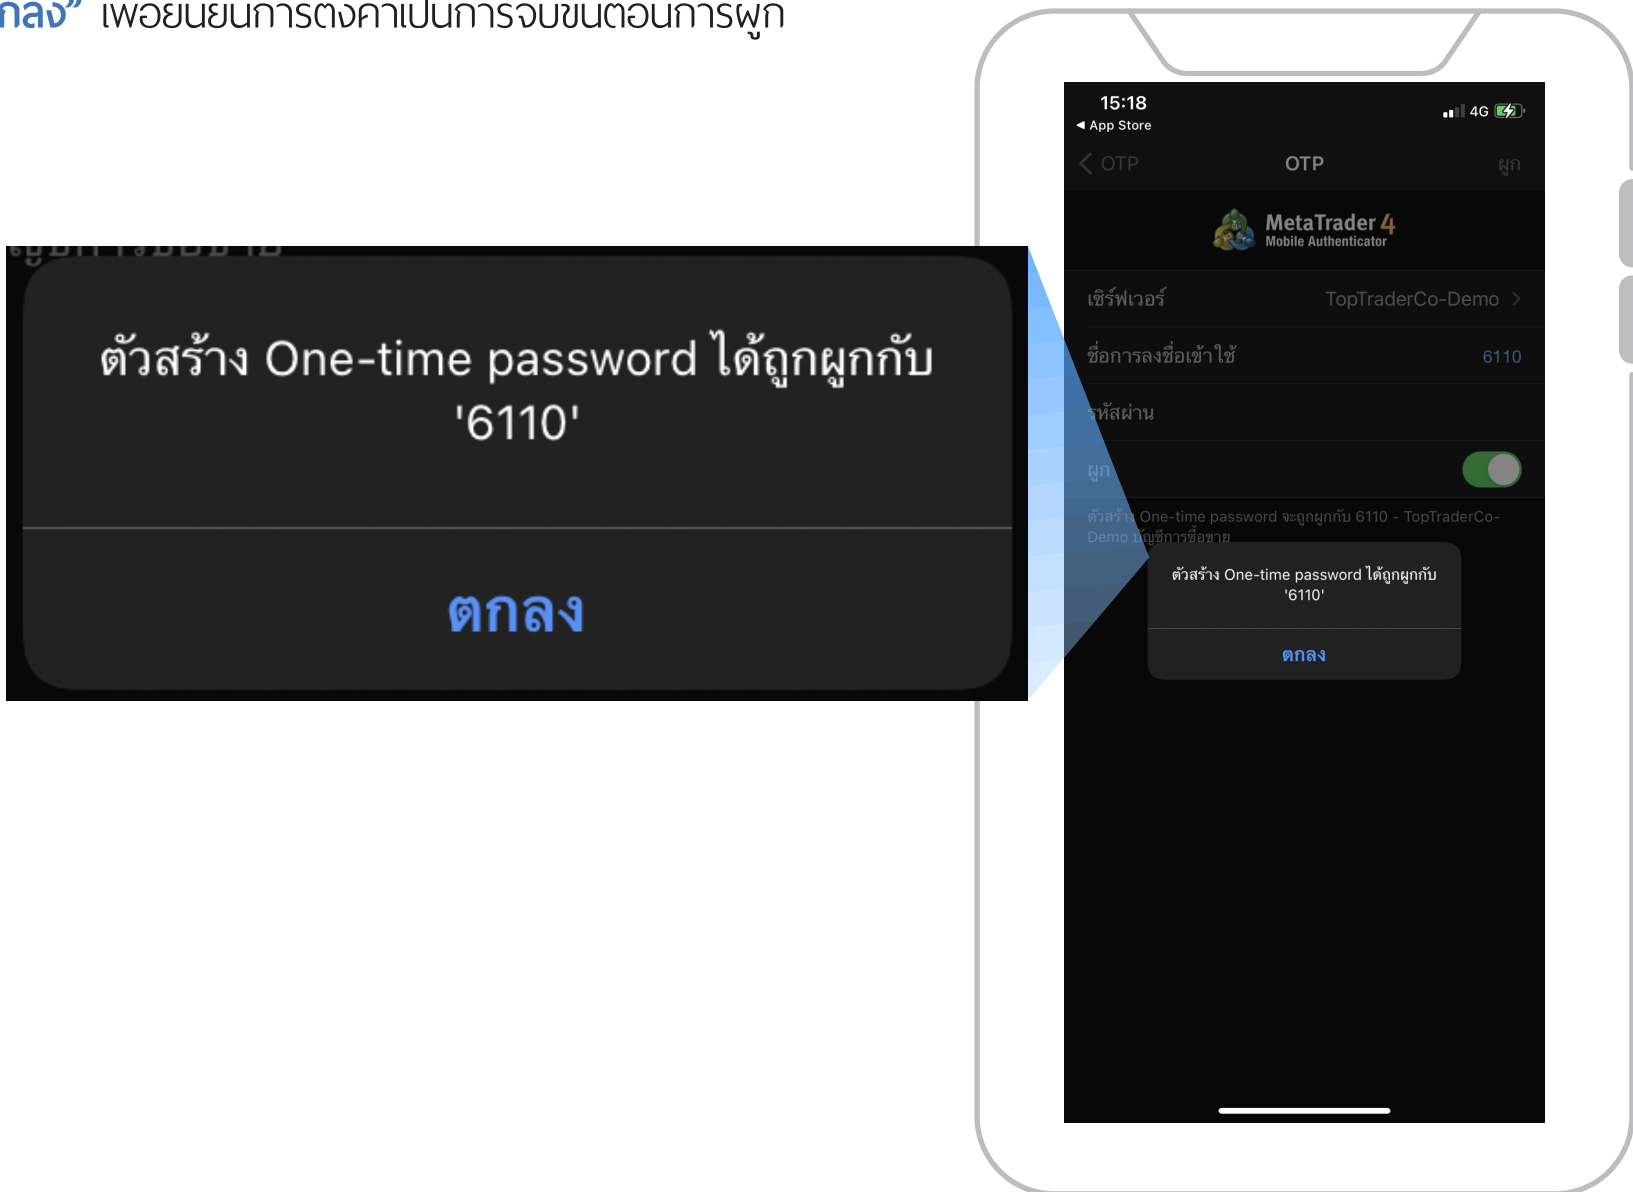 กลง” เพื่อยืนยันการตั้งค่าเป็นการจบขั้นตอนการผูก
ตัวสร้าง One-time password ได้ถูกผูกกับ
'6110'
ตกลง
15:18
4G
◀ App Store
OTP
OTP
ผูก
MetaTrader 4
Mobile Authenticator
เซิร์ฟเวอร์
TopTraderCo-Demo
ชื่อการลงชื่อเข้าใช้
6110
รหัสผ่าน
ผูก
ตัวสร้าง One-time password จะถูกผูกกับ 6110 - TopTraderCo-
Demo บัญชีการซื้อขาย
ตัวสร้าง One-time password ได้ถูกผูกกับ
'6110'
ตกลง